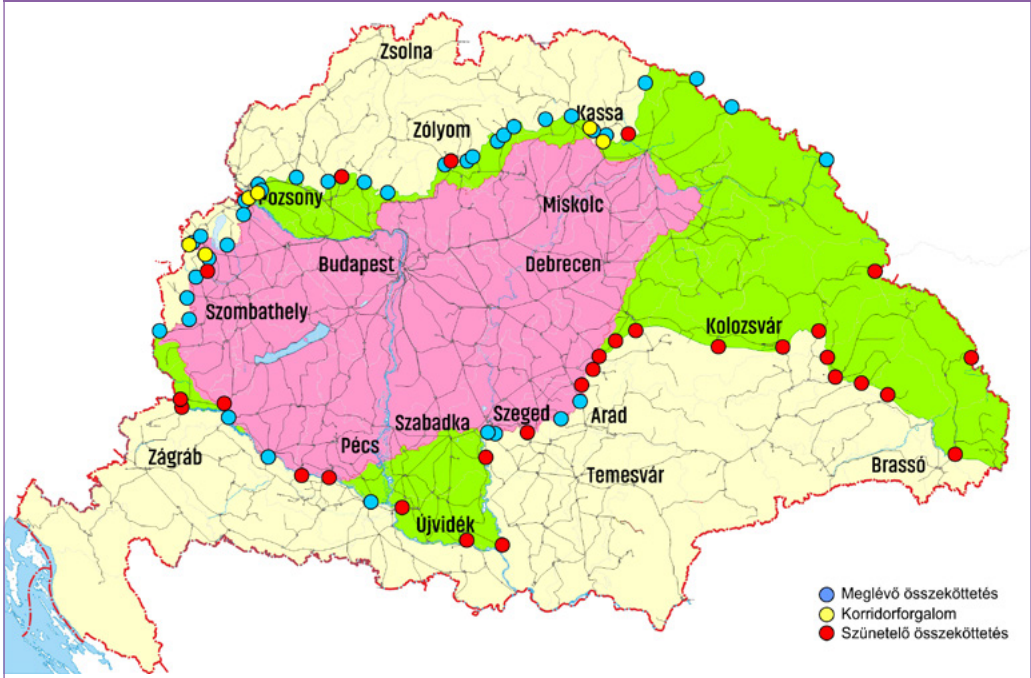 Zsolna
Kassa
Zólyom
Pozsony
Miskolc
Budapest
Debrecen
Szombathely
Kolozsvár
Szabadka
Szeged
Arád
Pécs
Zágráb
Temesvár
Brassó
Újvidék
Meglévő összeköttetés
Korridorforgalom
Szünetelő összeköttetés